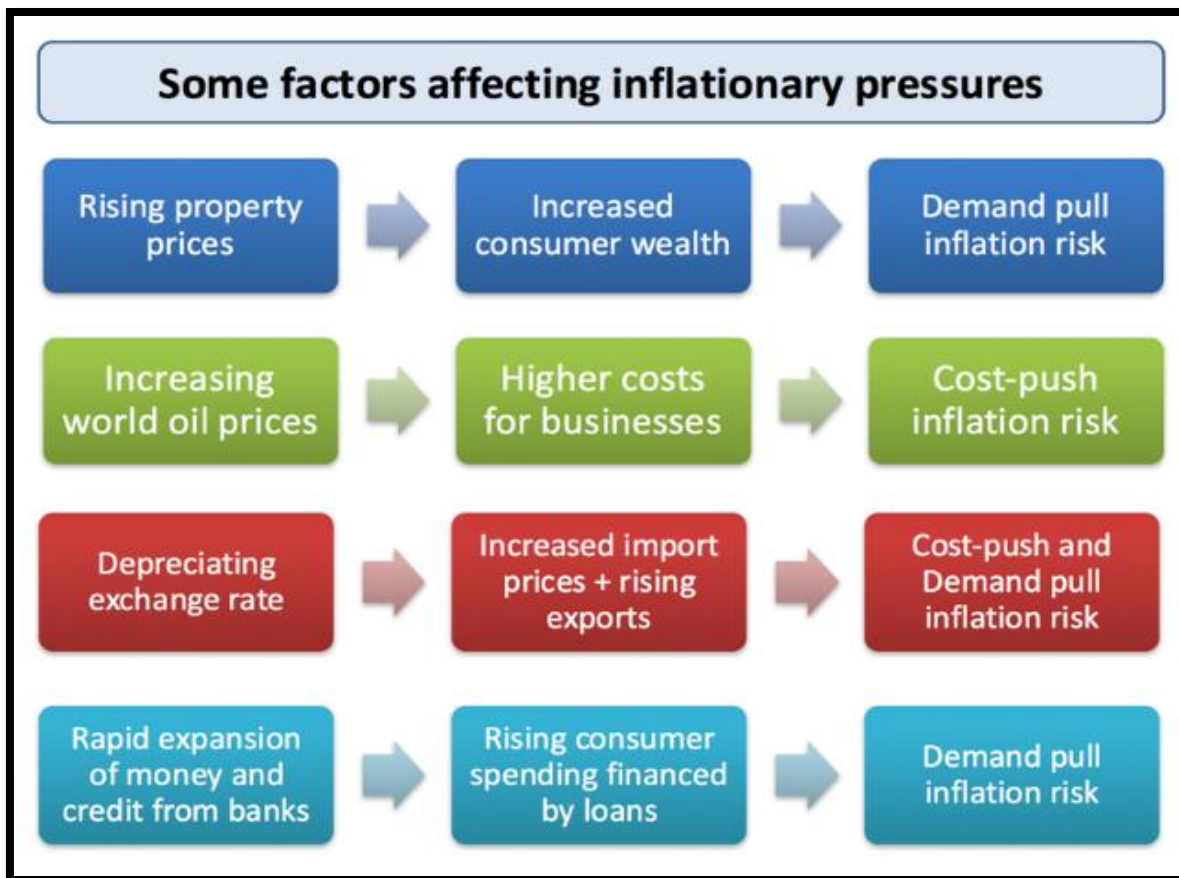 Some factors affecting inflationary pressures
Rising property
prices
Increased
consumer wealth
Demand pull
inflation risk
Increasing
world oil prices
Higher costs
for businesses
Cost-push
inflation risk
Depreciating
exchange rate
Increased import
prices + rising
exports
Cost-push and
Demand pull
inflation risk
Rapid expansion
of money and
credit from banks
Rising consumer
spending financed
by loans
Demand pull
inflation risk